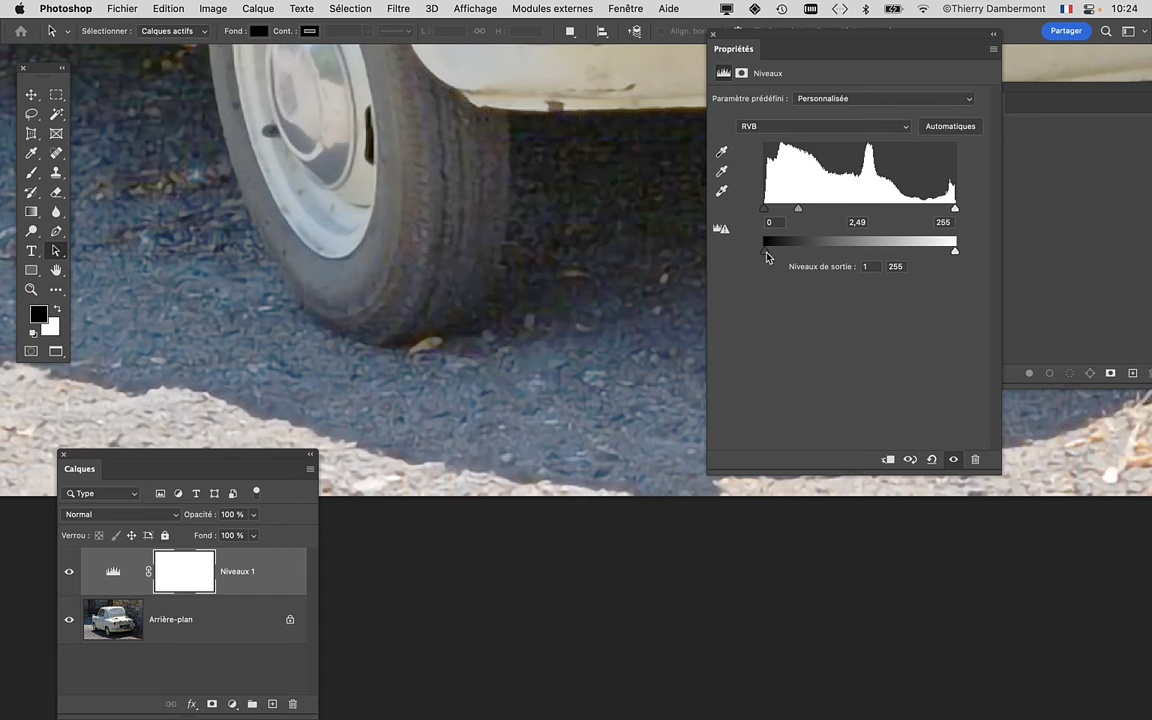 Photoshop Fichier Edition Image Calque Texte Sélection Filtre 3D Affichage Modules externes Fenêtre Aide ©Thierry Dambermont 10:24
Sélectionner : Calques actifs Fond : Cont. : L : H : Align. bor Partager
Propriétés
Niveaux
Paramètre prédéfini : Personnalisée
RVB Automatiques
0 2,49 255
Niveaux de sortie : 1 255
T
Calques
Type T
Normal Opacité : 100 %
Verrou : Fond : 100 %
Niveaux 1
Arrière-plan
fx